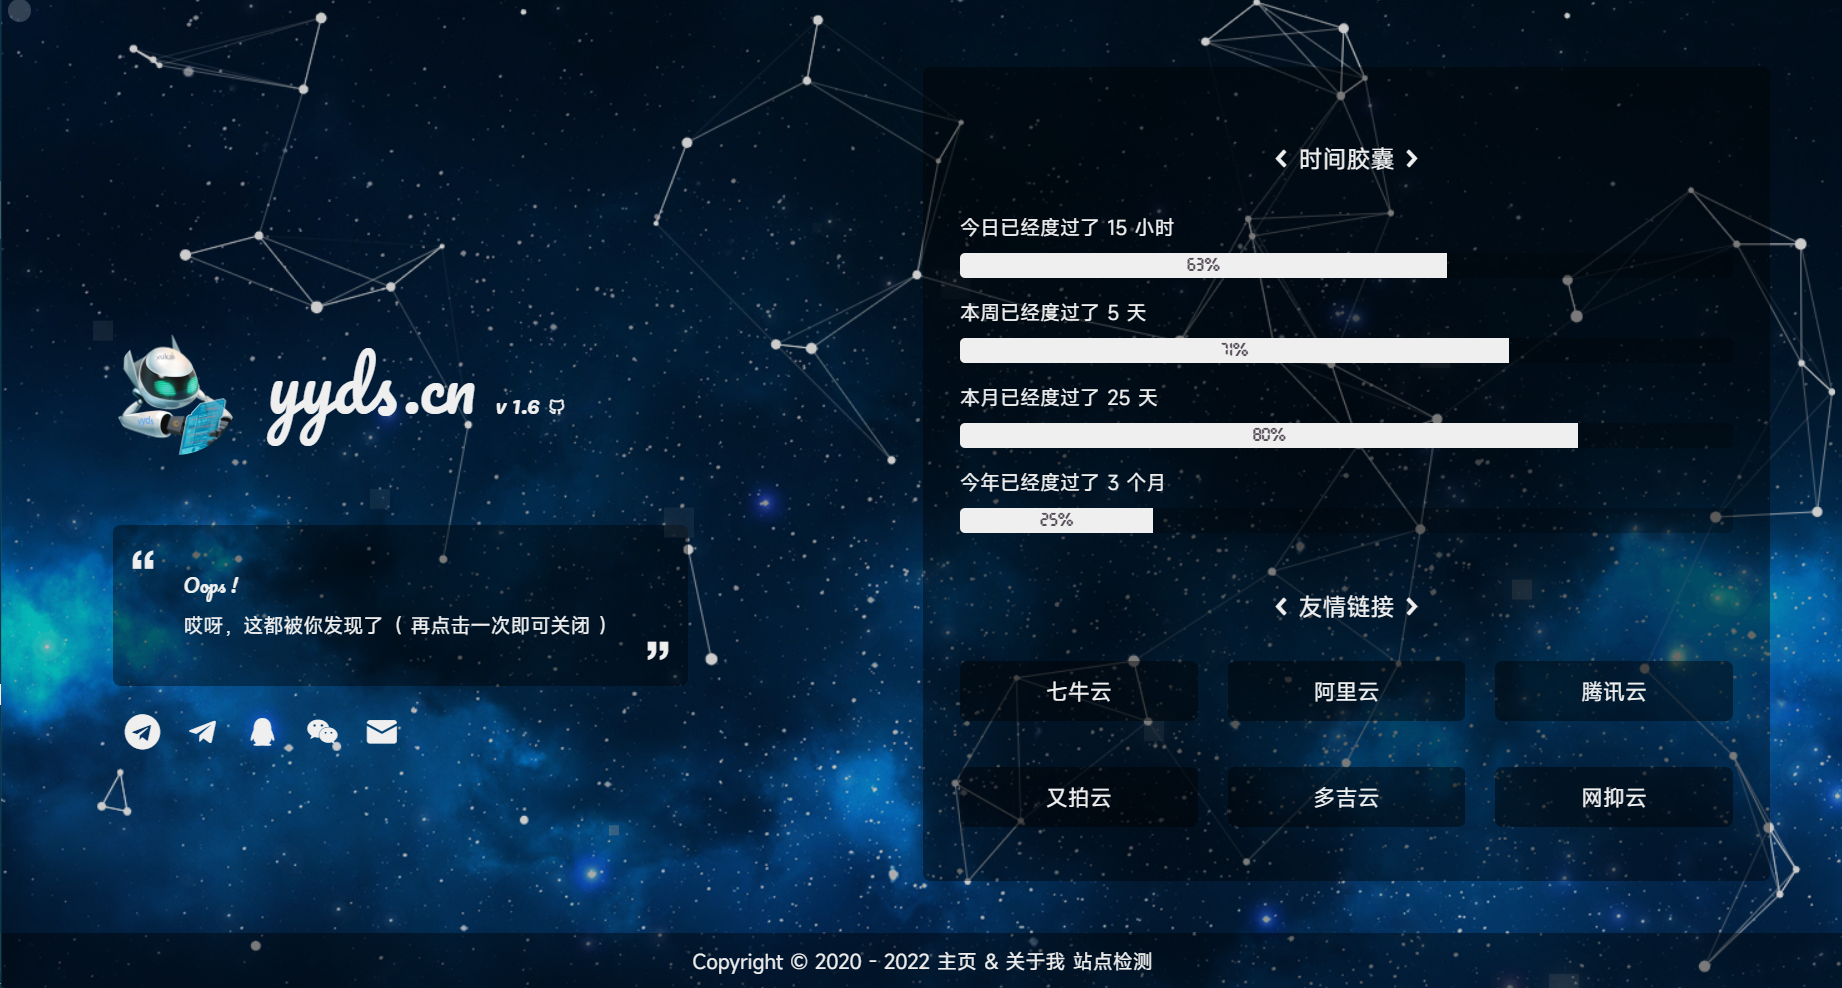 yyds.cn v 1.6
Oops !
哎呀，这都被你发现了（ 再点击一次即可关闭 ）
时间胶囊
今日已经度过了 15 小时
63%
本周已经度过了 5 天
71%
本月已经度过了 25 天
80%
今年已经度过了 3 个月
25%
友情链接
七牛云
阿里云
腾讯云
又拍云
多吉云
网抑云
Copyright © 2020 - 2022 主页 & 关于我 站点检测